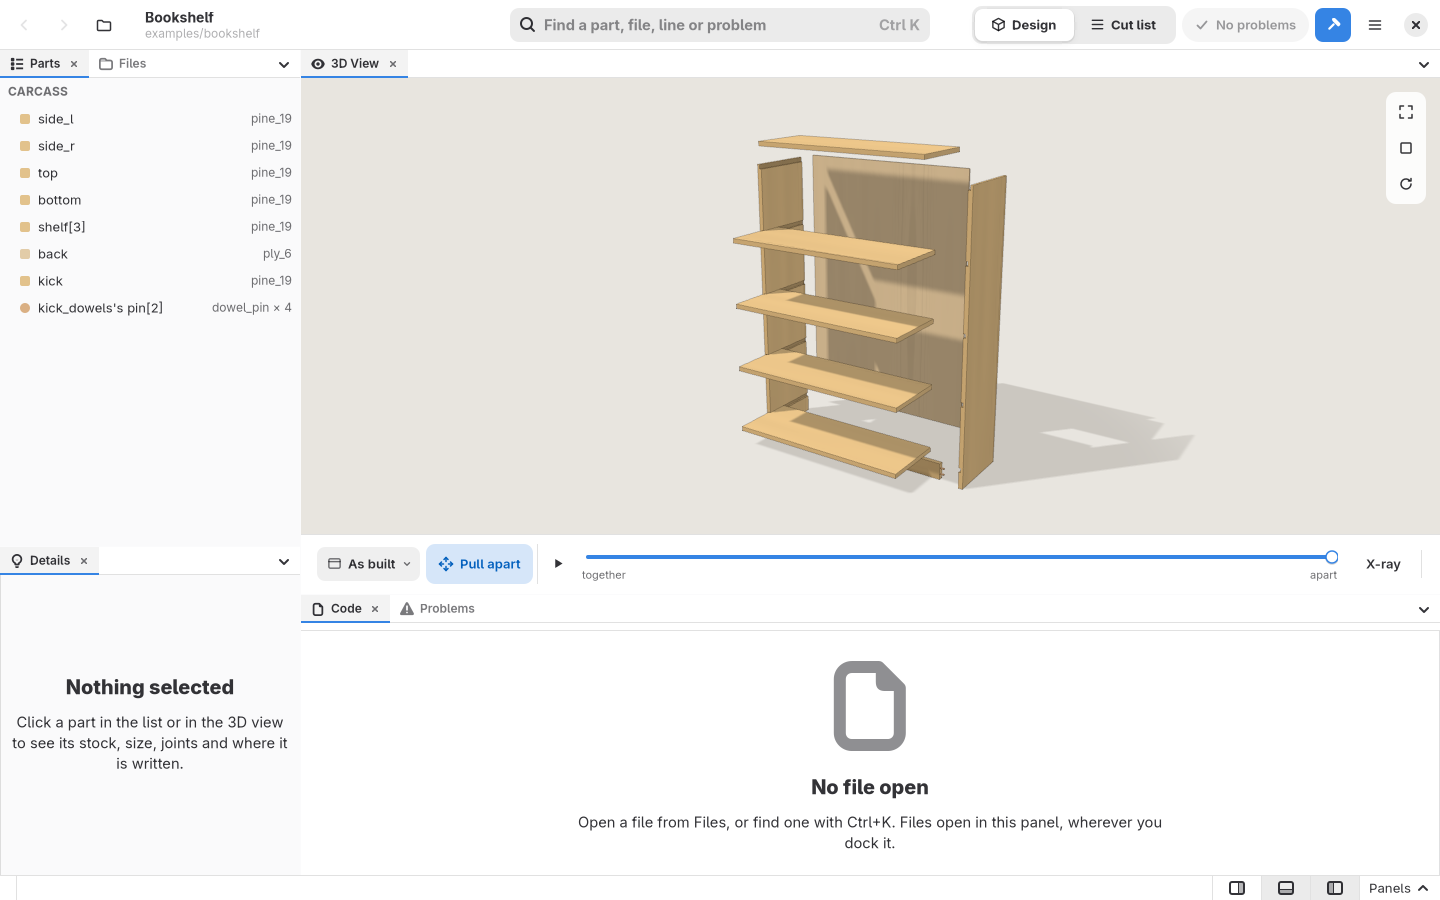 Bookshelf
examples/bookshelf
Find a part, file, line or problem
Ctrl K
Design
Cut list
No problems
Parts
Files
3D View
CARCASS
side_l
pine_19
side_r
pine_19
top
pine_19
bottom
pine_19
shelf[3]
pine_19
back
ply_6
kick
pine_19
kick_dowels's pin[2]
dowel_pin × 4
Details
Nothing selected
Click a part in the list or in the 3D view
to see its stock, size, joints and where it
is written.
As built
Pull apart
together
apart
X-ray
Code
Problems
No file open
Open a file from Files, or find one with Ctrl+K. Files open in this panel, wherever you
dock it.
Panels